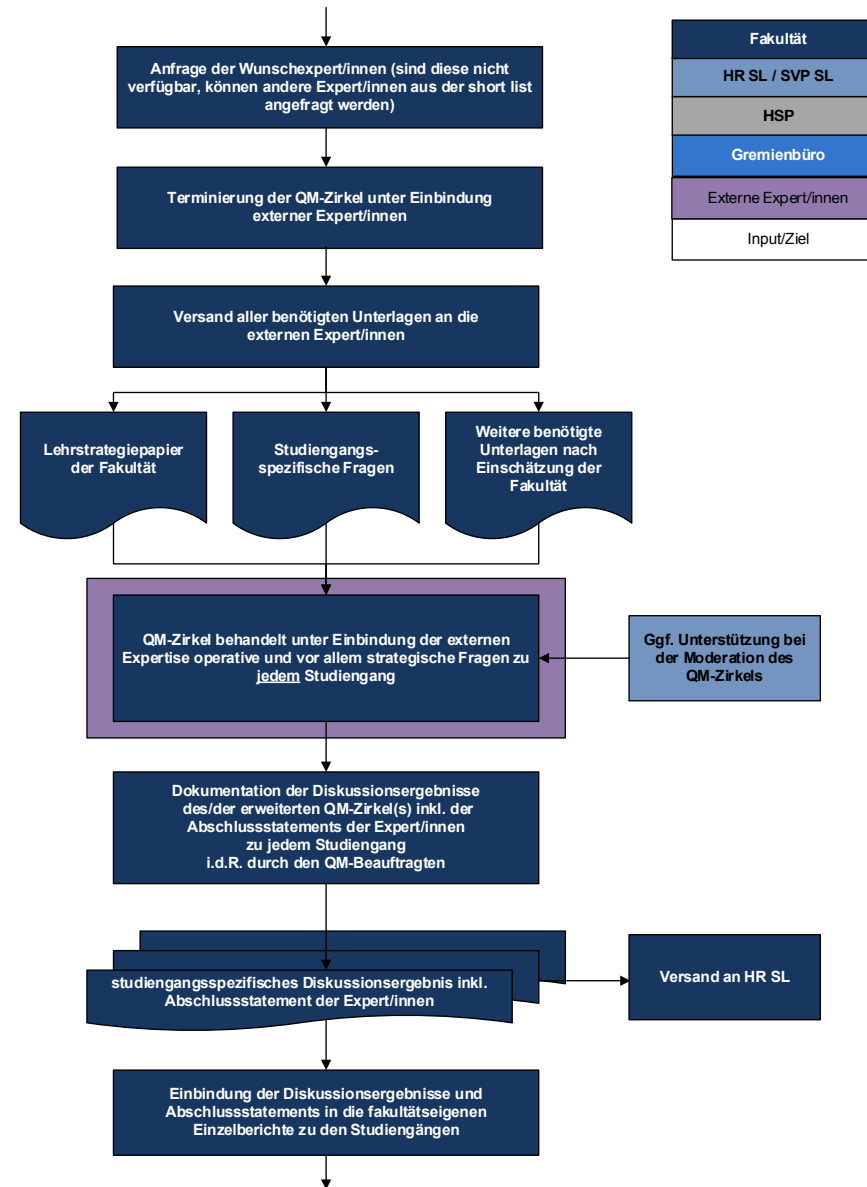 Anfrage der Wunschexpert/innen (sind diese nicht
verfügbar, können andere Expert/innen aus der short list
angefragt werden)
Fakultät
HR SL / SVP SL
HSP
Gremienbüro
Externe Expert/innen
Input/Ziel
Terminierung der QM-Zirkel unter Einbindung
externer Expert/innen
Versand aller benötigten Unterlagen an die
externen Expert/innen
Lehrstrategiepapier
der Fakultät
Studiengangs-
spezifische Fragen
Weitere benötigte
Unterlagen nach
Einschätzung der
Fakultät
QM-Zirkel behandelt unter Einbindung der externen
Expertise operative und vor allem strategische Fragen zu
jedem Studiengang
Ggf. Unterstützung bei
der Moderation des
QM-Zirkels
Dokumentation der Diskussionsergebnisse
des/der erweiterten QM-Zirkel(s) inkl. der
Abschlussstatements der Expert/innen
zu jedem Studiengang
i.d.R. durch den QM-Beauftragten
studiengangsspezifisches Diskussionsergebnis inkl.
Abschlussstatement der Expert/innen
Versand an HR SL
Einbindung der Diskussionsergebnisse und
Abschlussstatements in die fakultätseigenen
Einzelberichte zu den Studiengängen